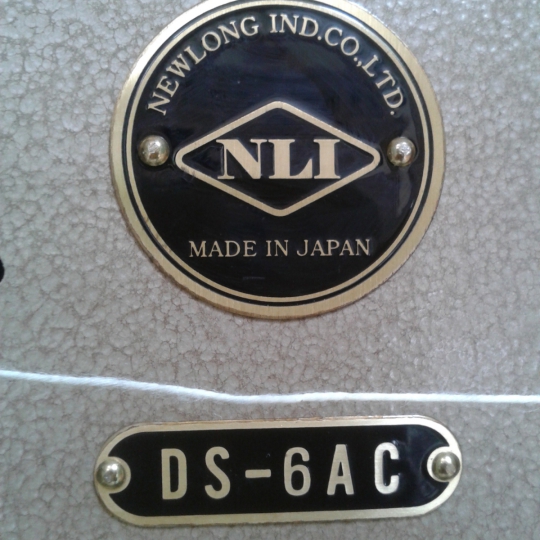 NEWLONG IND.CO.,LTD.
NLI
MADE IN JAPAN
DS-6AC